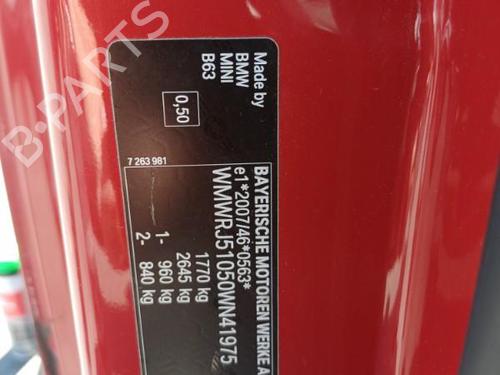 Made by
BMW
MINI
B63
0,50
7 263 981
BAYERISCHE MOTOREN WERKE A
e1*2007/46*0563*
WMWRJ51050WN41975
1770 kg
2645 kg
1- 960 kg
2- 840 kg
B-PARTS